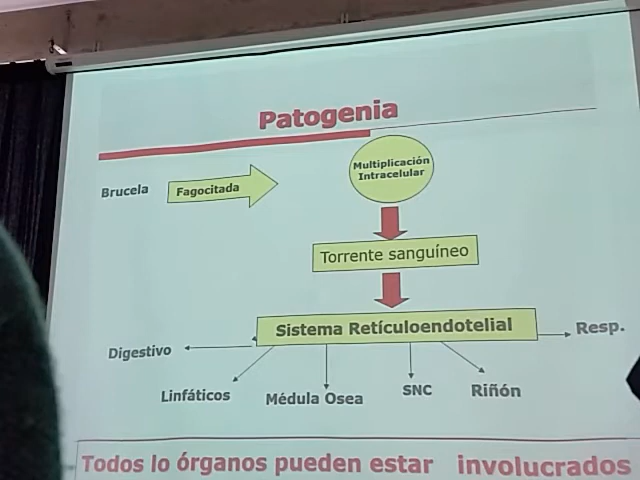 Patogenia
Brucela
Fagocitada
Multiplicación
Intracelular
Torrente sanguíneo
Sistema Retículoendotelial
Digestivo
Resp.
Linfáticos
Médula Osea
SNC
Riñón
Todos lo órganos pueden estar involucrados